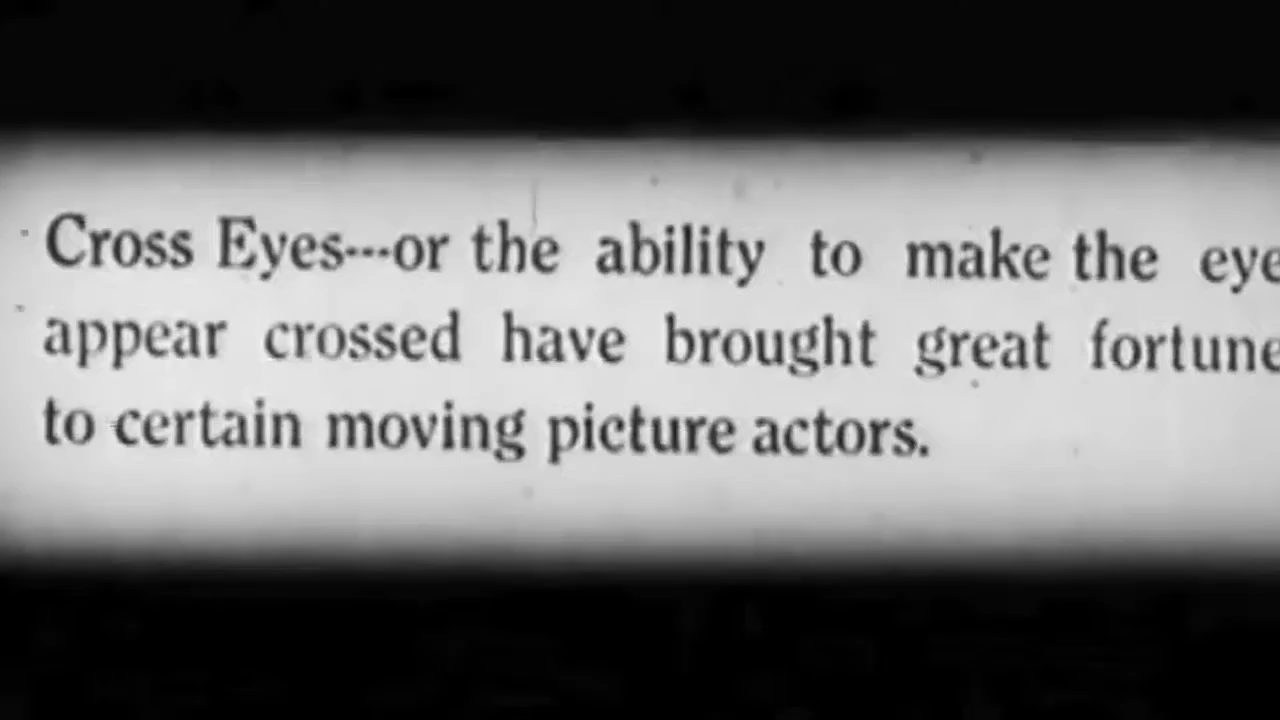 Cross Eyes---or the ability to make the eye
appear crossed have brought great fortune
to certain moving picture actors.